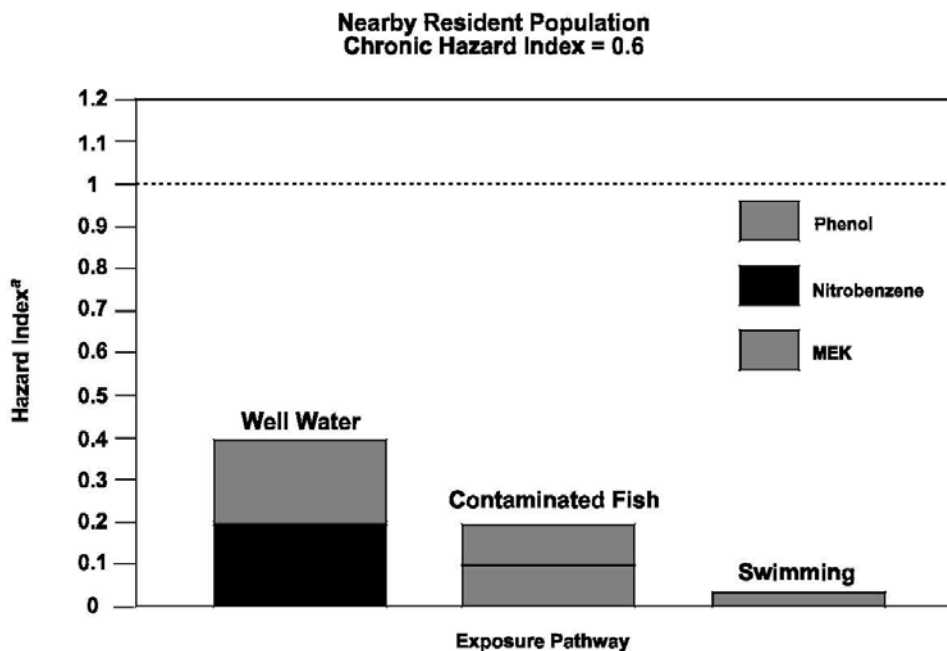 Nearby Resident Population
Chronic Hazard Index = 0.6
1.2
1.1
1
0.9
0.8
0.7
0.6
0.5
0.4
0.3
0.2
0.1
0
Hazard Indexª
Phenol
Nitrobenzene
MEK
Well Water
Contaminated Fish
Swimming
Exposure Pathway